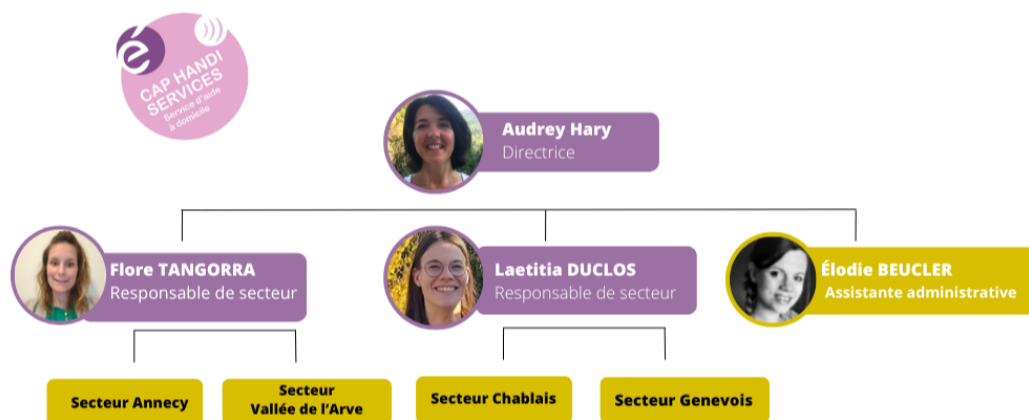 é
CAP HANDI
SERVICES
Service d'aide
à domicile
Audrey Hary
Directrice
Flore TANGORRA
Responsable de secteur
Laetitia DUCLOS
Responsable de secteur
Élodie BEUCLER
Assistante administrative
Secteur Annecy
Secteur
Vallée de l'Arve
Secteur Chablais
Secteur Genevois